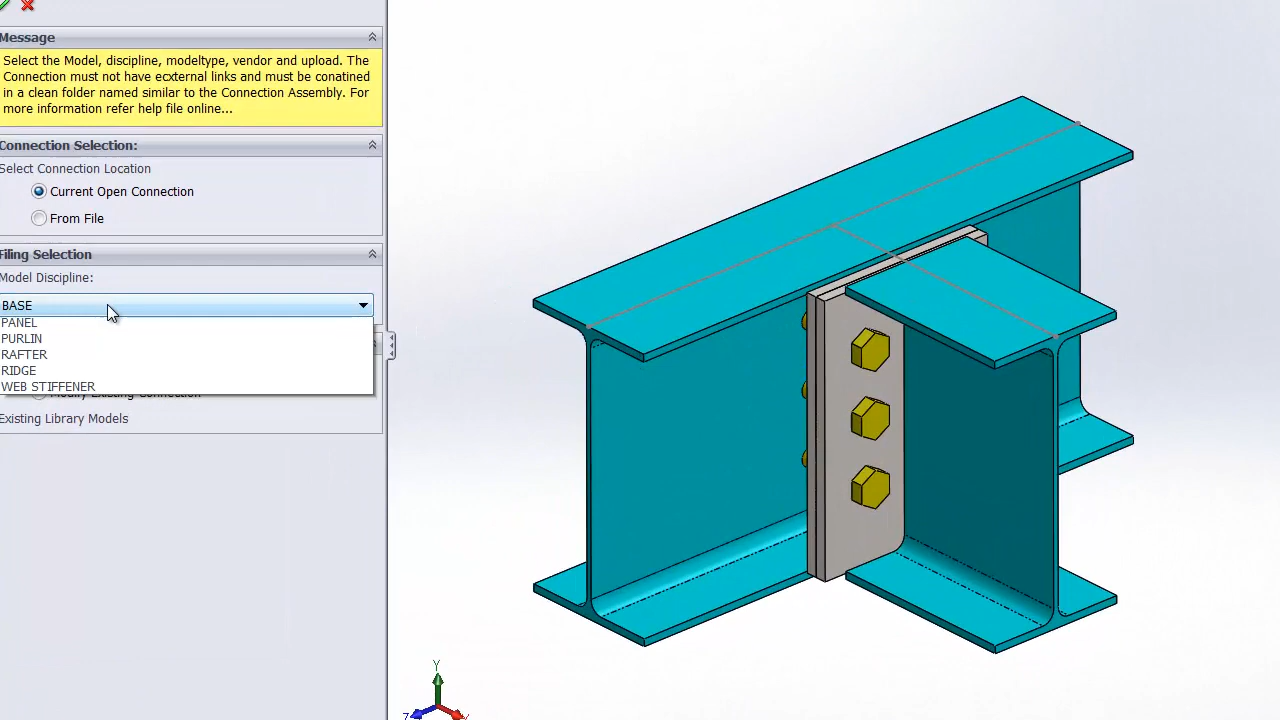 Message
Select the Model, discipline, modeltype, vendor and upload. The
Connection must not have ecxternal links and must be conatined
in a clean folder named similar to the Connection Assembly. For
more information refer help file online...
Connection Selection:
Select Connection Location
Current Open Connection
From File
Filing Selection
Model Discipline:
BASE
PANEL
PURLIN
RAFTER
RIDGE
WEB STIFFENER
Modify Existing Connection
Existing Library Models
Y
Z